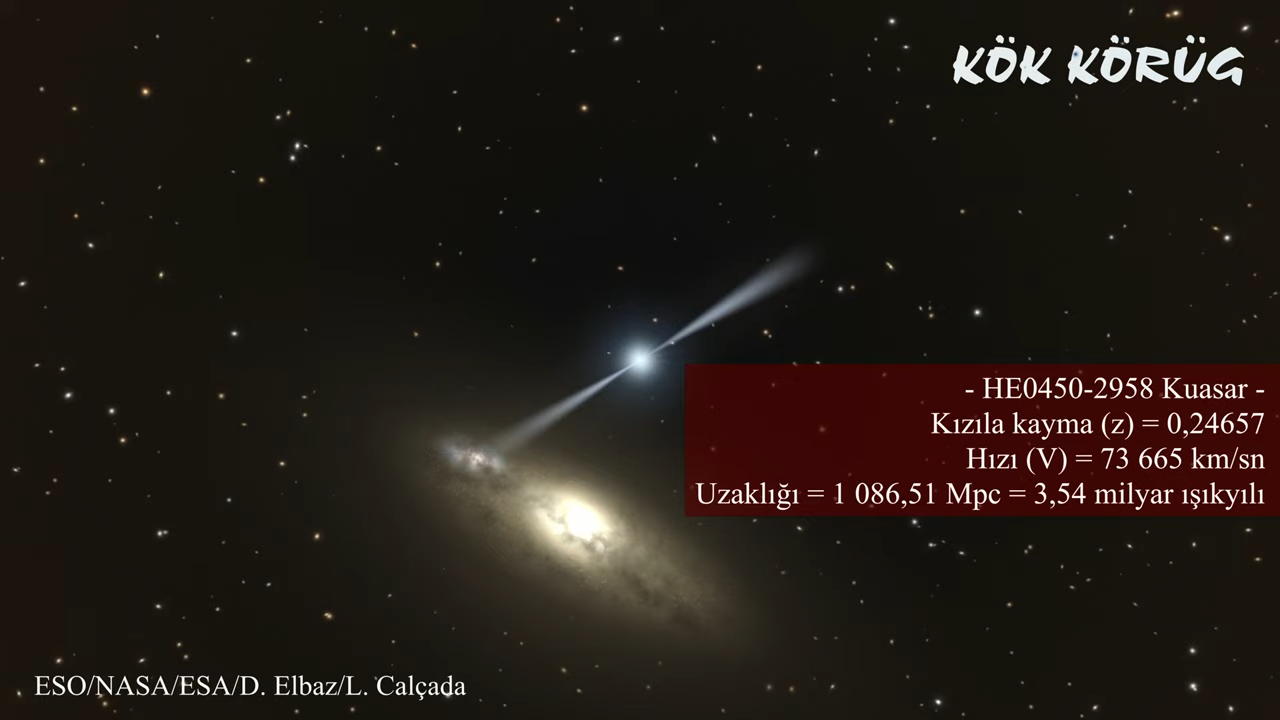 KÖK KÖRÜG
- HE0450-2958 Kuasar -
Kızıla kayma (z) = 0,24657
Hızı (V) = 73 665 km/sn
Uzaklığı = 1 086,51 Mpc = 3,54 milyar ışıkyılı
ESO/NASA/ESA/D. Elbaz/L. Calçada